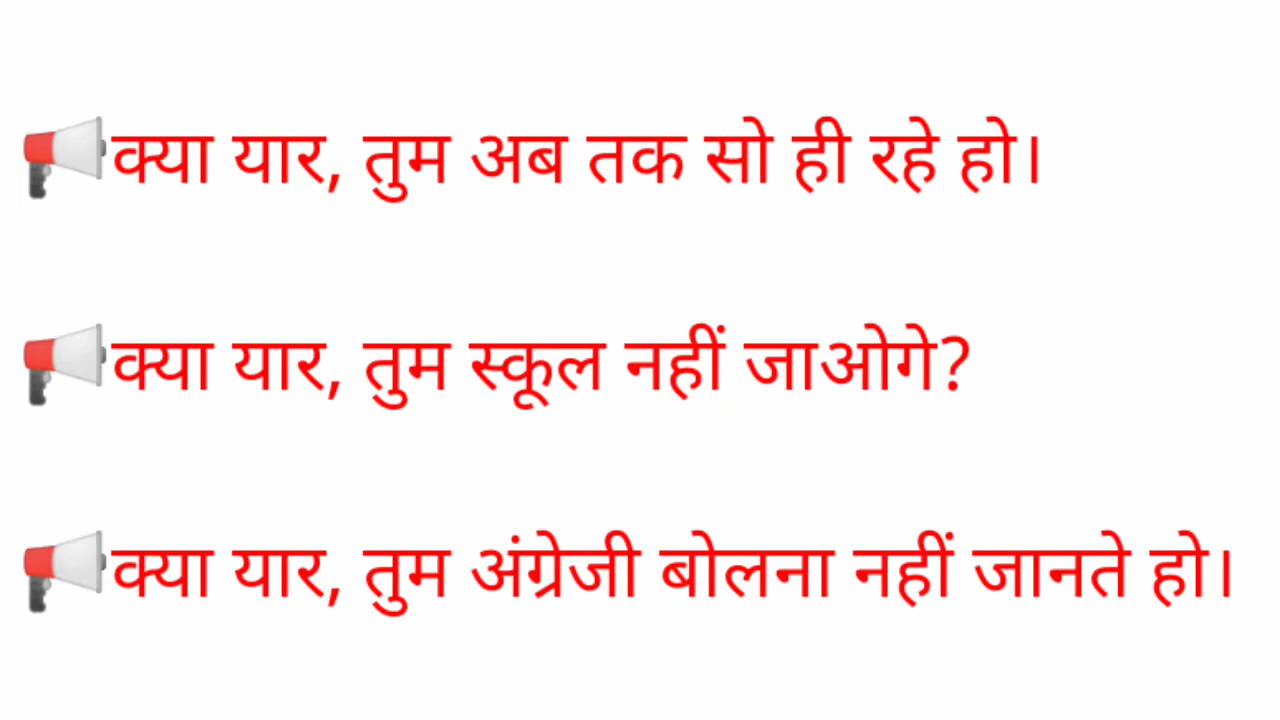 📢क्या यार, तुम अब तक सो ही रहे हो।
📢क्या यार, तुम स्कूल नहीं जाओगे?
📢क्या यार, तुम अंग्रेजी बोलना नहीं जानते हो।